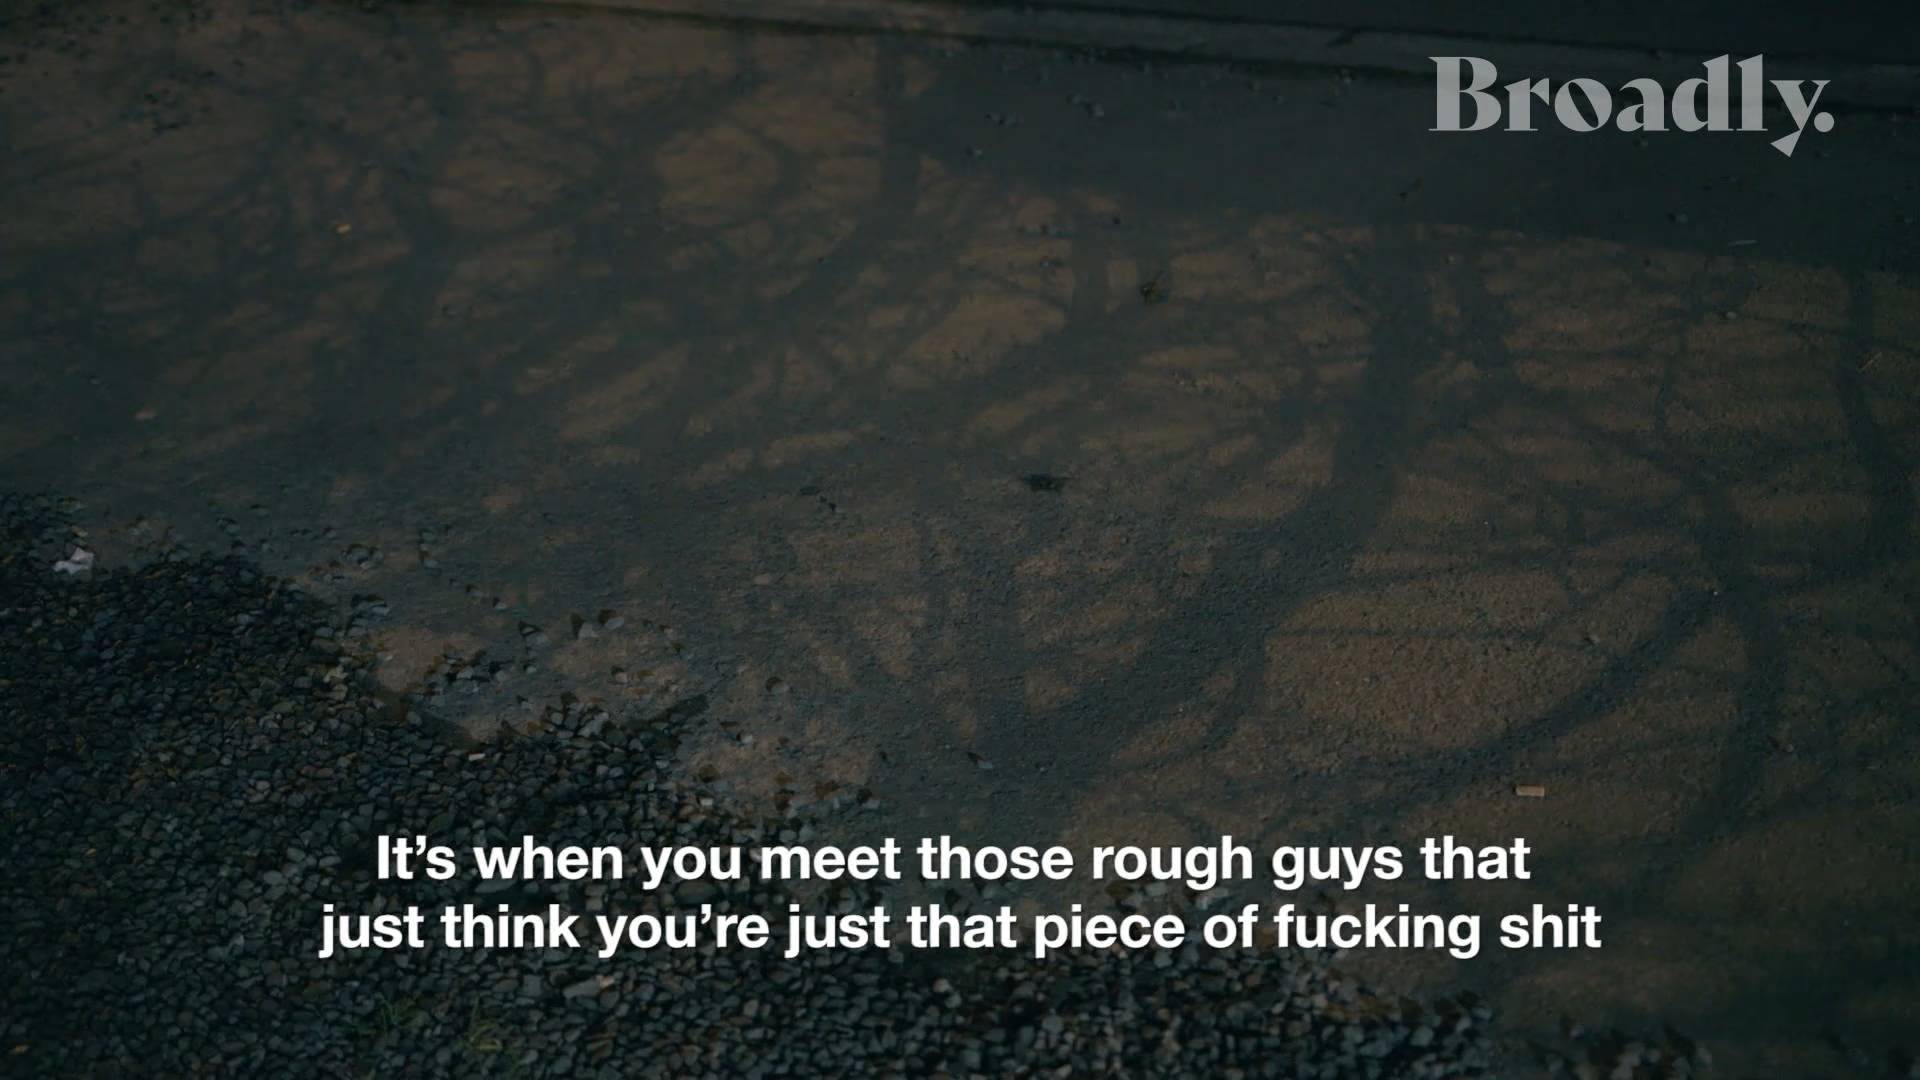 Broadly.
It’s when you meet those rough guys that
just think you’re just that piece of fucking shit